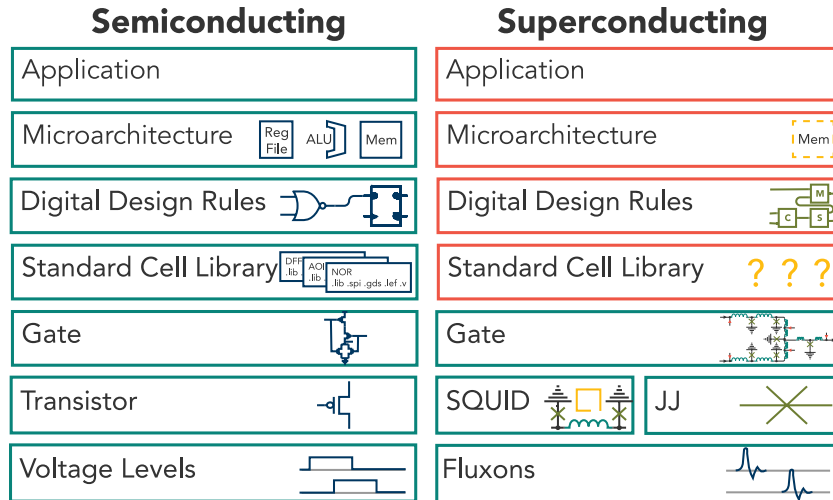 Semiconducting
Superconducting
Application
Application
Microarchitecture
Reg
File
ALU
Mem
Microarchitecture
Mem
Digital Design Rules
Digital Design Rules
M
C
S
Standard Cell Library
DFF
.lib .
AOI
.lib .
NOR
.lib .spi .gds .lef .v
Standard Cell Library
? ? ?
Gate
Gate
Transistor
SQUID
JJ
Voltage Levels
Fluxons